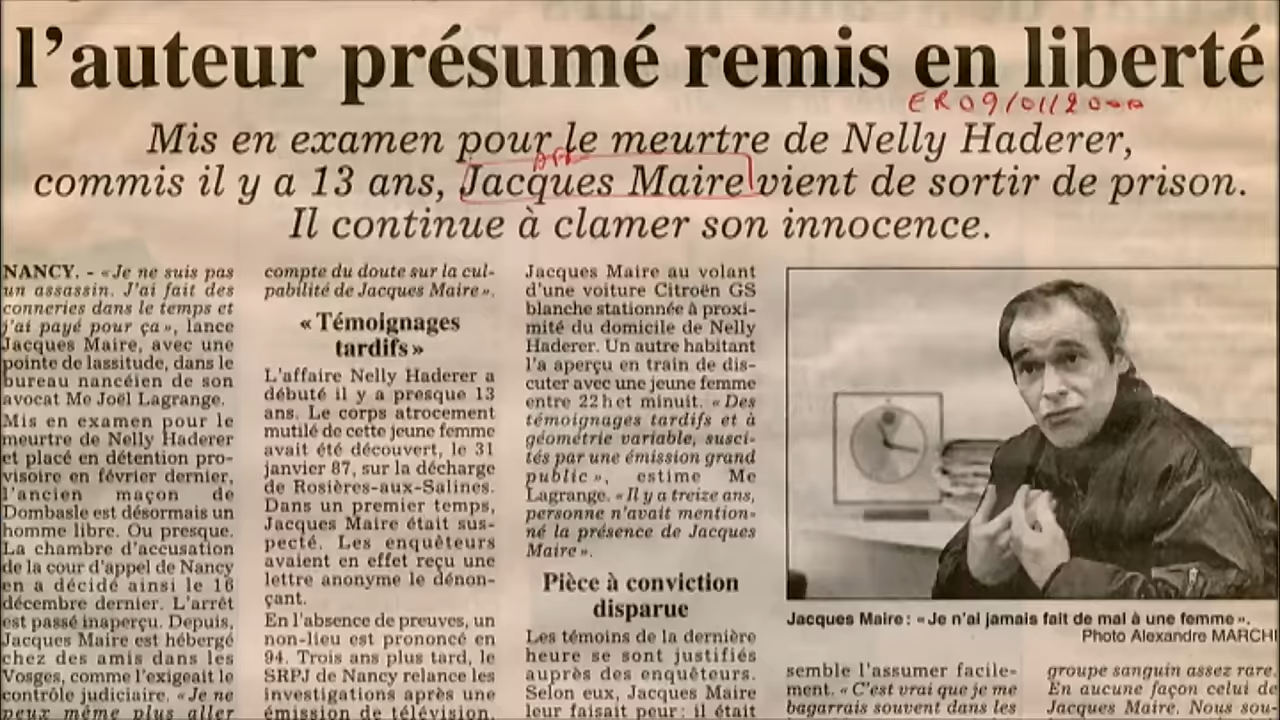 l'auteur présumé remis en liberté
ER 09/01/2000
Mis en examen pour le meurtre de Nelly Haderer,
commis il y a 13 ans, Jacques Maire vient de sortir de prison.
Il continue à clamer son innocence.
NANCY. - «Je ne suis pas
un assassin. J'ai fait des
conneries dans le temps et
j'ai payé pour ça», lance
Jacques Maire, avec une
pointe de lassitude, dans le
bureau nancéien de son
avocat Me Joël Lagrange.
Mis en examen pour le
meurtre de Nelly Haderer
et placé en détention pro-
visoire en février dernier,
l'ancien maçon de
Dombasle est désormais un
homme libre. Ou presque.
La chambre d'accusation
de la cour d'appel de Nancy
en a décidé ainsi le 16
décembre dernier. L'arrêt
est passé inaperçu. Depuis,
Jacques Maire est hébergé
chez des amis dans les
Vosges, comme l'exigeait le
contrôle judiciaire. «Je ne
peux même plus aller
compte du doute sur la cul-
pabilité de Jacques Maire».
«Témoignages
tardifs»
L'affaire Nelly Haderer a
débuté il y a presque 13
ans. Le corps atrocement
mutilé de cette jeune femme
avait été découvert, le 31
janvier 87, sur la décharge
de Rosières-aux-Salines.
Dans un premier temps,
Jacques Maire était sus-
pecté. Les enquêteurs
avaient en effet reçu une
lettre anonyme le dénon-
çant.
En l'absence de preuves, un
non-lieu est prononcé en
94. Trois ans plus tard, le
SRPJ de Nancy relance les
investigations après une
émission de télévision.
Jacques Maire au volant
d'une voiture Citroën GS
blanche stationnée à proxi-
mité du domicile de Nelly
Haderer. Un autre habitant
l'a aperçu en train de dis-
cuter avec une jeune femme
entre 22 h et minuit. «Des
témoignages tardifs et à
géométrie variable, susci-
tés par une émission grand
public», estime Me
Lagrange. «Il y a treize ans,
personne n'avait mention-
né la présence de Jacques
Maire».
Pièce à conviction
disparue
Les témoins de la dernière
heure se sont justifiés
auprès des enquêteurs.
Selon eux, Jacques Maire
leur faisait peur : il était
Jacques Maire : «Je n'ai jamais fait de mal à une femme».
Photo Alexandre MARCHI
semble l'assumer facile-
ment. «C'est vrai que je me
bagarrais souvent dans les
groupe sanguin assez rare.
En aucune façon celui de
Jacques Maire. Nous sou-